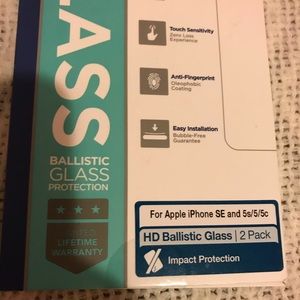 LASS
BALLISTIC
GLASS
PROTECTION
LIFETIME
WARRANTY
Touch Sensitivity
Zero Loss
Experience
Anti-Fingerprint
Oleophobic
Coating
Easy Installation
Bubble-Free
Guarantee
For Apple iPhone SE and 5s/5/5c
HD Ballistic Glass | 2 Pack
Impact Protection